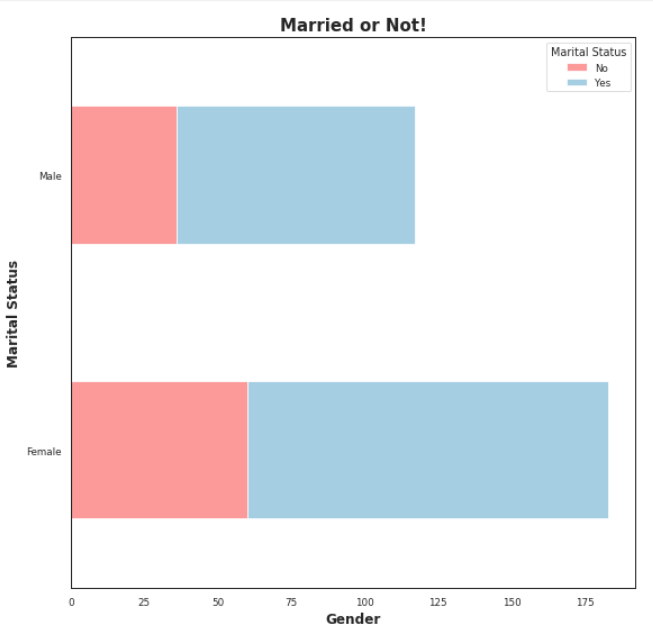 Married or Not!
Marital Status
No
Yes
Male
Marital Status
Female
0 25 50 75 100 125 150 175
Gender